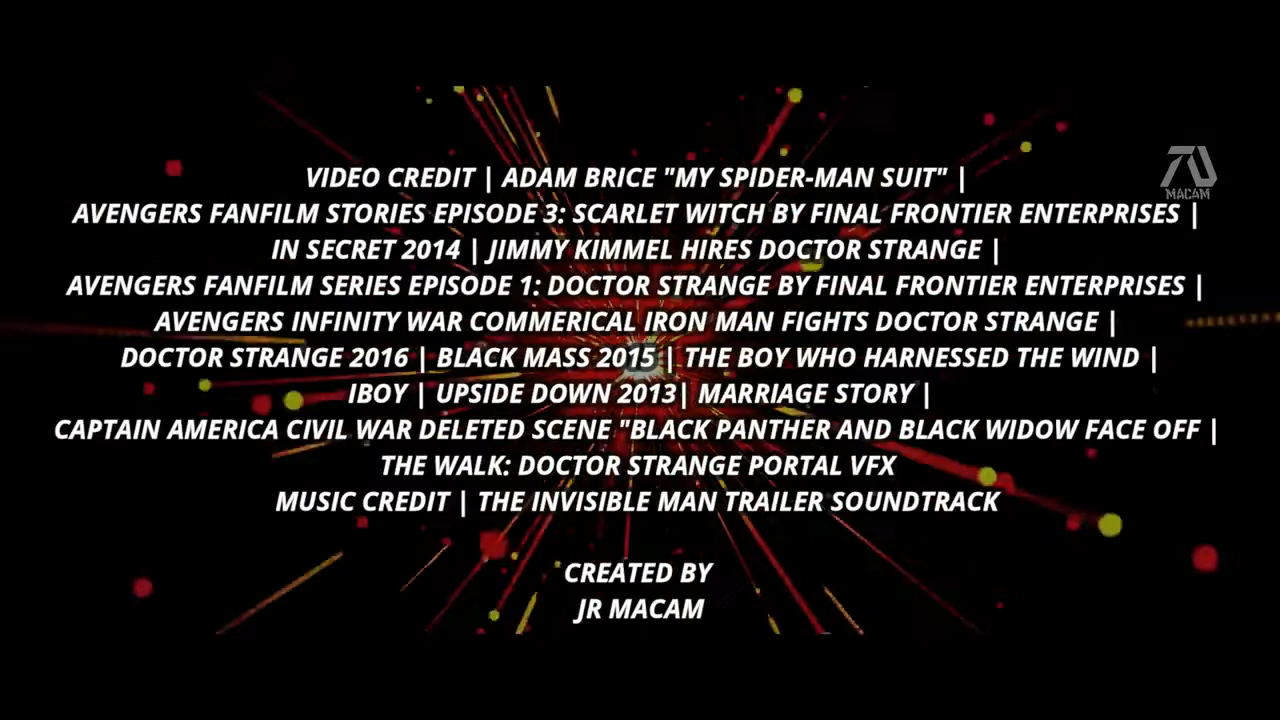 VIDEO CREDIT | ADAM BRICE "MY SPIDER-MAN SUIT" |
AVENGERS FANFILM STORIES EPISODE 3: SCARLET WITCH BY FINAL FRONTIER ENTERPRISES |
IN SECRET 2014 | JIMMY KIMMEL HIRES DOCTOR STRANGE |
AVENGERS FANFILM SERIES EPISODE 1: DOCTOR STRANGE BY FINAL FRONTIER ENTERPRISES |
AVENGERS INFINITY WAR COMMERICAL IRON MAN FIGHTS DOCTOR STRANGE |
DOCTOR STRANGE 2016 | BLACK MASS 2015 | THE BOY WHO HARNESSED THE WIND |
IBOY | UPSIDE DOWN 2013| MARRIAGE STORY |
CAPTAIN AMERICA CIVIL WAR DELETED SCENE "BLACK PANTHER AND BLACK WIDOW FACE OFF |
THE WALK: DOCTOR STRANGE PORTAL VFX
MUSIC CREDIT | THE INVISIBLE MAN TRAILER SOUNDTRACK
CREATED BY
JR MACAM
MACAM